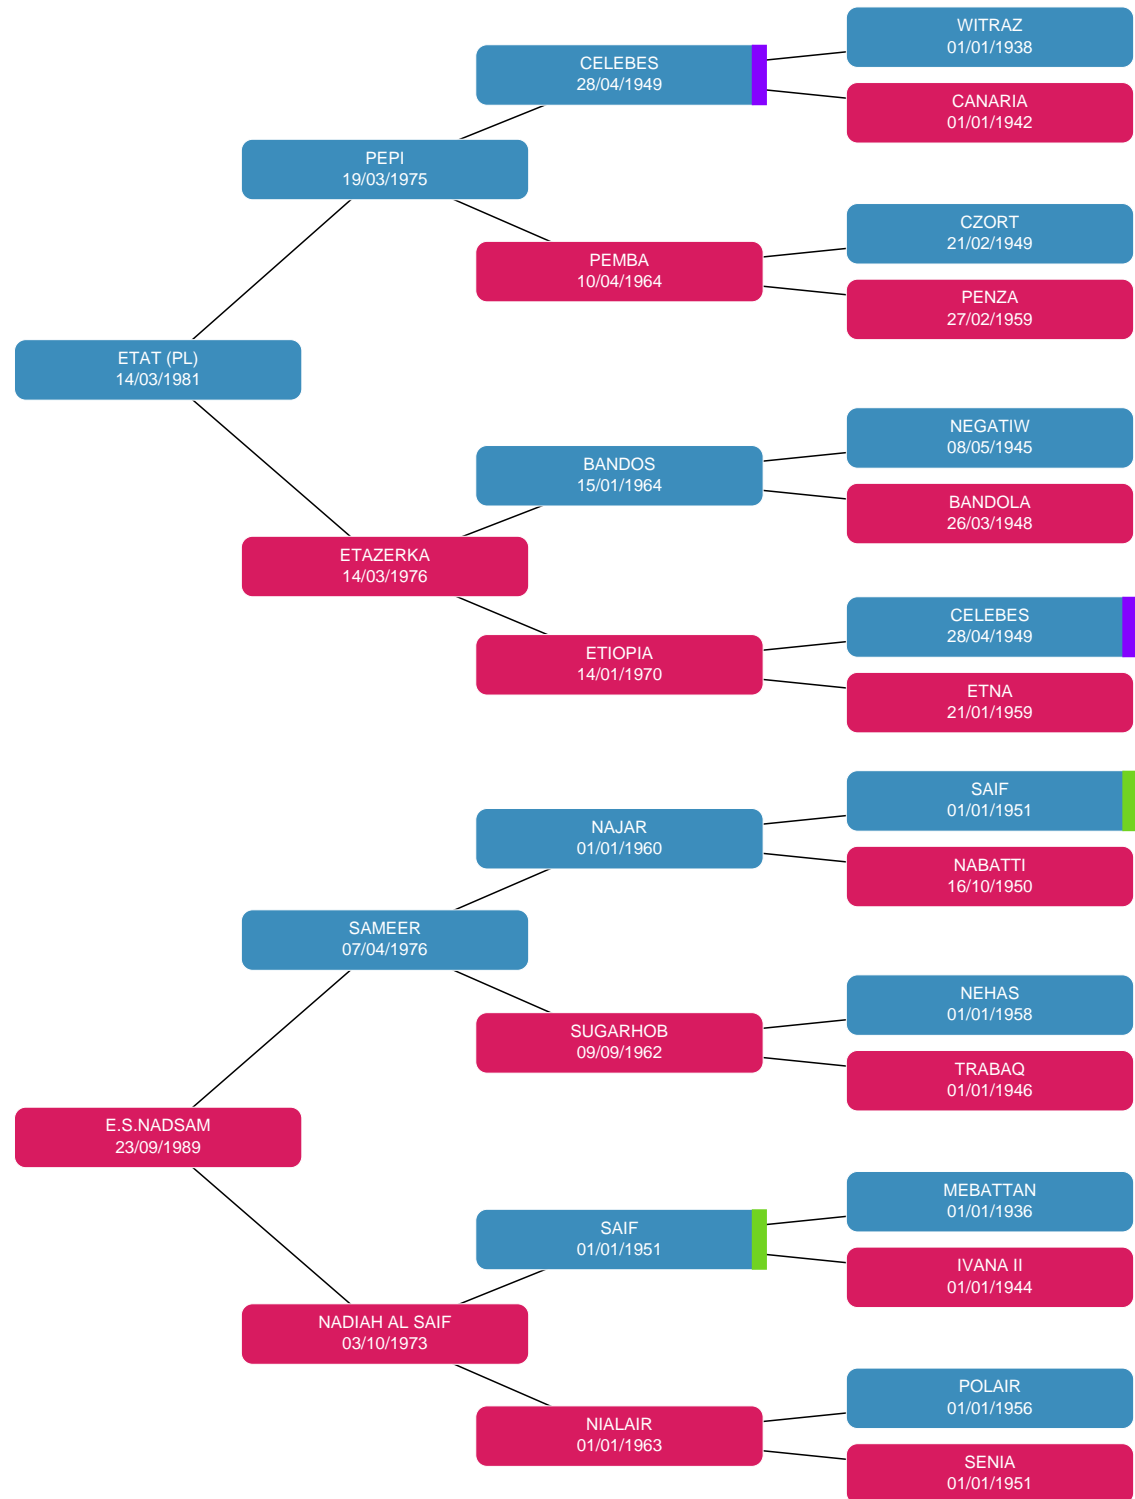 WITRAZ
01/01/1938
CELEBES
28/04/1949
CANARIA
01/01/1942
PEPI
19/03/1975
CZORT
21/02/1949
PEMBA
10/04/1964
PENZA
27/02/1959
ETAT (PL)
14/03/1981
NEGATIW
08/05/1945
BANDOS
15/01/1964
BANDOLA
26/03/1948
ETAZERKA
14/03/1976
CELEBES
28/04/1949
ETIOPIA
14/01/1970
ETNA
21/01/1959
SAIF
01/01/1951
NAJAR
01/01/1960
NABATTI
16/10/1950
SAMEER
07/04/1976
NEHAS
01/01/1958
SUGARHOB
09/09/1962
TRABAQ
01/01/1946
E.S.NADSAM
23/09/1989
MEBATTAN
01/01/1936
SAIF
01/01/1951
IVANA II
01/01/1944
NADIAH AL SAIF
03/10/1973
POLAIR
01/01/1956
NIALAIR
01/01/1963
SENIA
01/01/1951